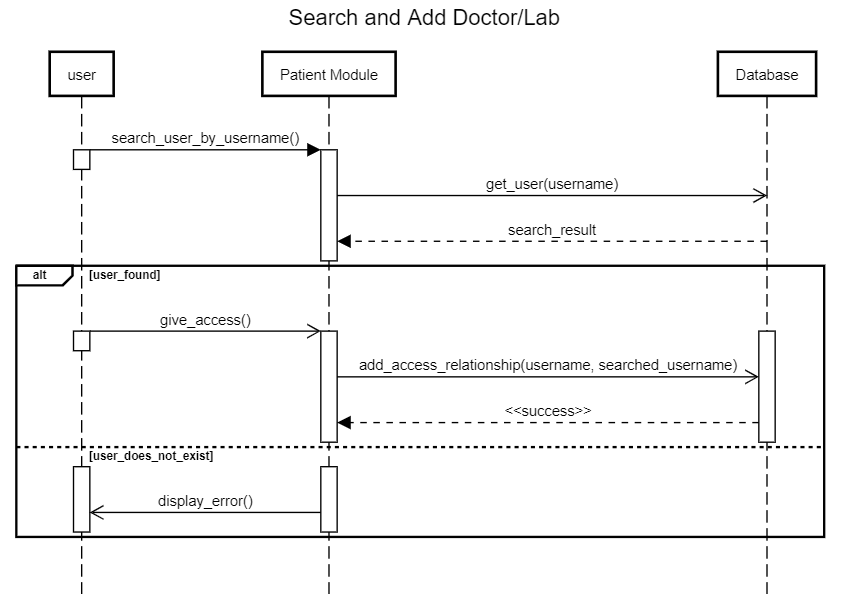 Search and Add Doctor/Lab
user
Patient Module
Database
search_user_by_username()
get_user(username)
search_result
alt
[user_found]
give_access()
add_access_relationship(username, searched_username)
<<success>>
[user_does_not_exist]
display_error()